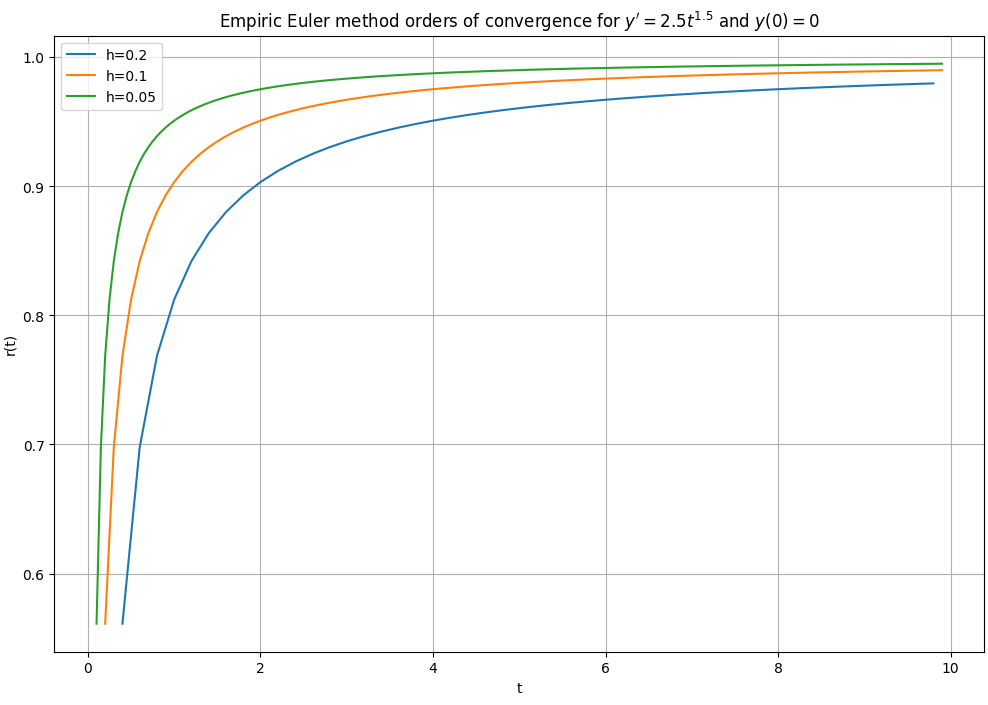 Empiric Euler method orders of convergence for $y' = 2.5t^{1.5}$ and $y(0) = 0$
h=0.2
h=0.1
h=0.05
1.0
0.9
0.8
0.7
0.6
r(t)
0 2 4 6 8 10
t